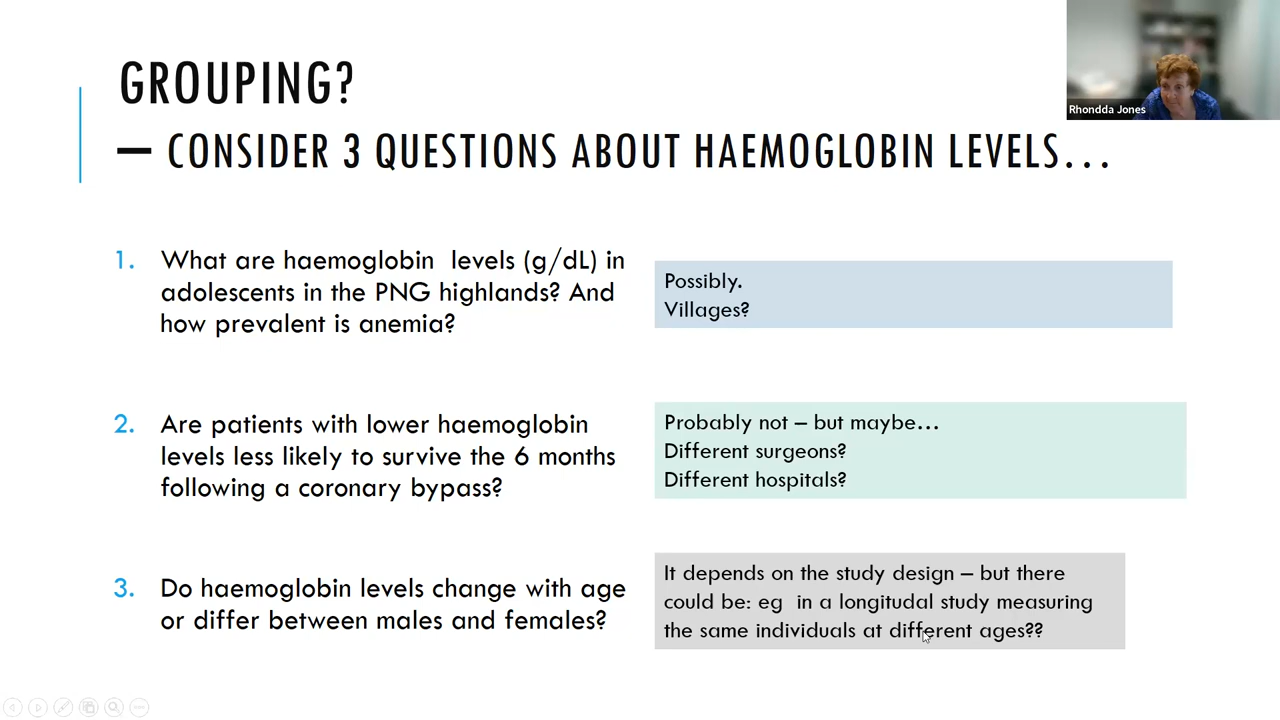 GROUPING?
— CONSIDER 3 QUESTIONS ABOUT HAEMOGLOBIN LEVELS…
Rhondda Jones
1. What are haemoglobin levels (g/dL) in
adolescents in the PNG highlands? And
how prevalent is anemia?
Possibly.
Villages?
2. Are patients with lower haemoglobin
levels less likely to survive the 6 months
following a coronary bypass?
Probably not – but maybe…
Different surgeons?
Different hospitals?
3. Do haemoglobin levels change with age
or differ between males and females?
It depends on the study design – but there
could be: eg in a longitudal study measuring
the same individuals at different ages??